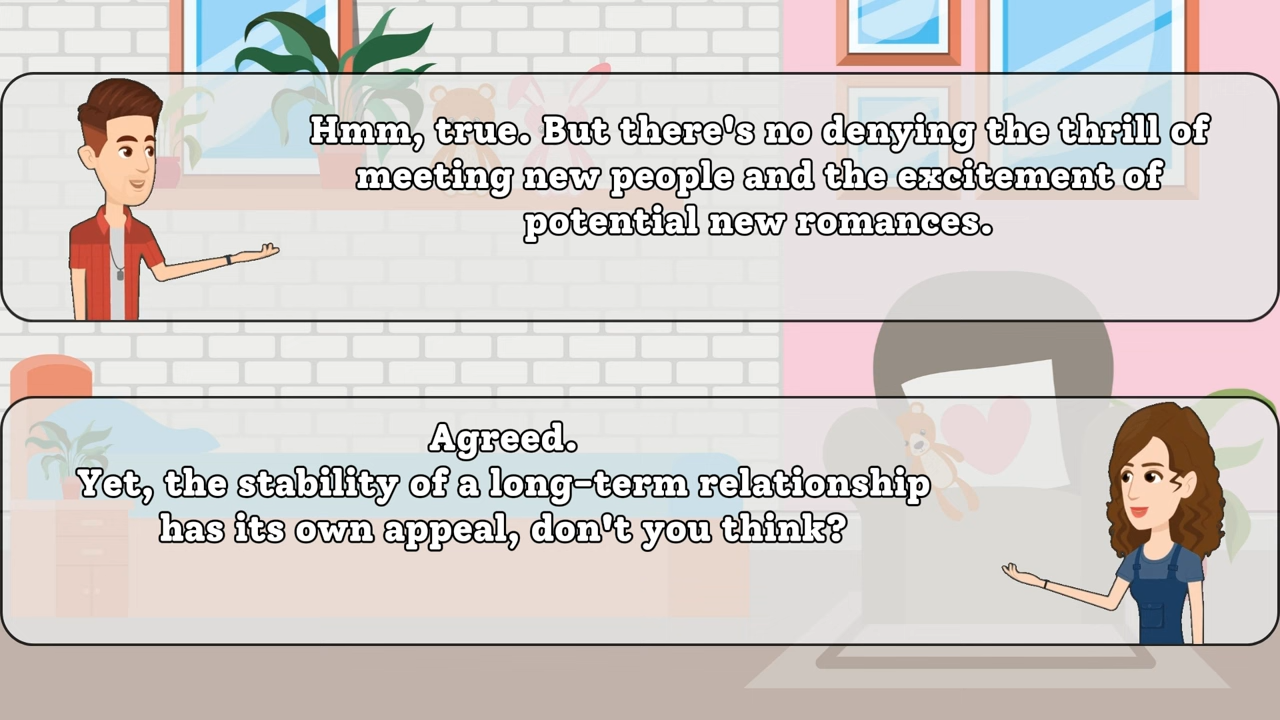 Hmm, true. But there's no denying the thrill of
meeting new people and the excitement of
potential new romances.
Agreed.
Yet, the stability of a long-term relationship
has its own appeal, don't you think?